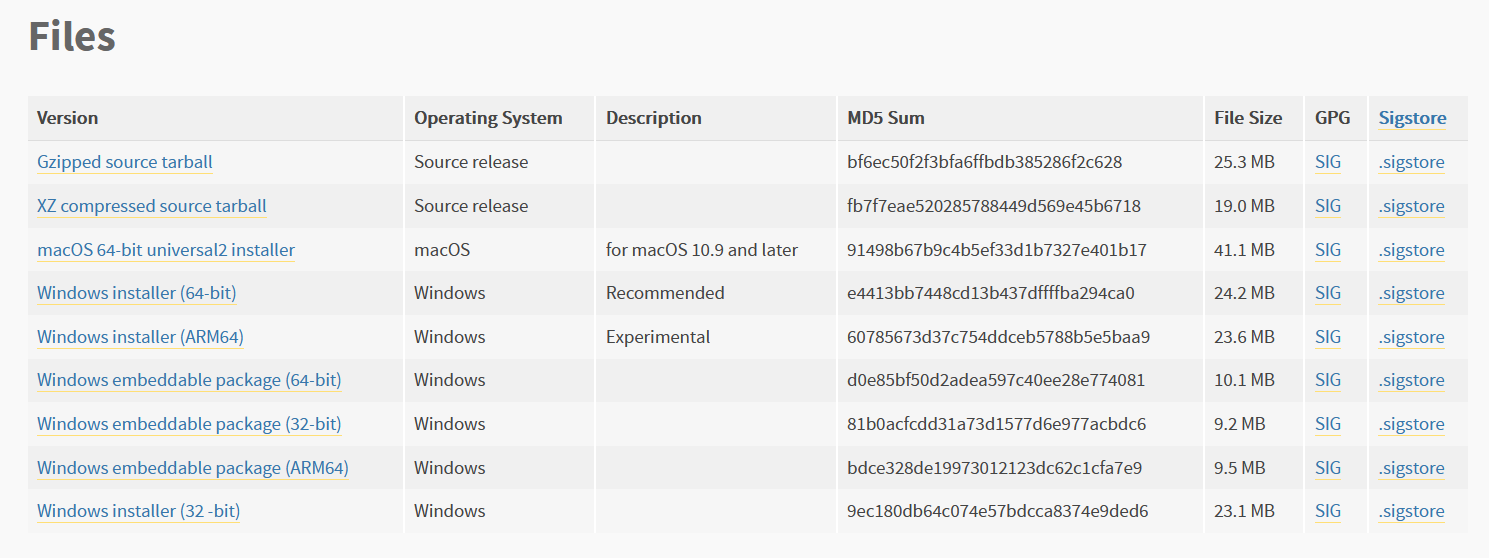 Files
Version Operating System Description MD5 Sum File Size GPG Sigstore
Gzipped source tarball Source release bf6ec50f2f3bfa6ffbdb385286f2c628 25.3 MB SIG .sigstore
XZ compressed source tarball Source release fb7f7eae520285788449d569e45b6718 19.0 MB SIG .sigstore
macOS 64-bit universal2 installer macOS for macOS 10.9 and later 91498b67b9c4b5ef33d1b7327e401b17 41.1 MB SIG .sigstore
Windows installer (64-bit) Windows Recommended e4413bb7448cd13b437dffffba294ca0 24.2 MB SIG .sigstore
Windows installer (ARM64) Windows Experimental 60785673d37c754ddceb5788b5e5baa9 23.6 MB SIG .sigstore
Windows embeddable package (64-bit) Windows d0e85bf50d2adea597c40ee28e774081 10.1 MB SIG .sigstore
Windows embeddable package (32-bit) Windows 81b0acfcdd31a73d1577d6e977acbdc6 9.2 MB SIG .sigstore
Windows embeddable package (ARM64) Windows bdce328de19973012123dc62c1cfa7e9 9.5 MB SIG .sigstore
Windows installer (32 -bit) Windows 9ec180db64c074e57bdcca8374e9ded6 23.1 MB SIG .sigstore